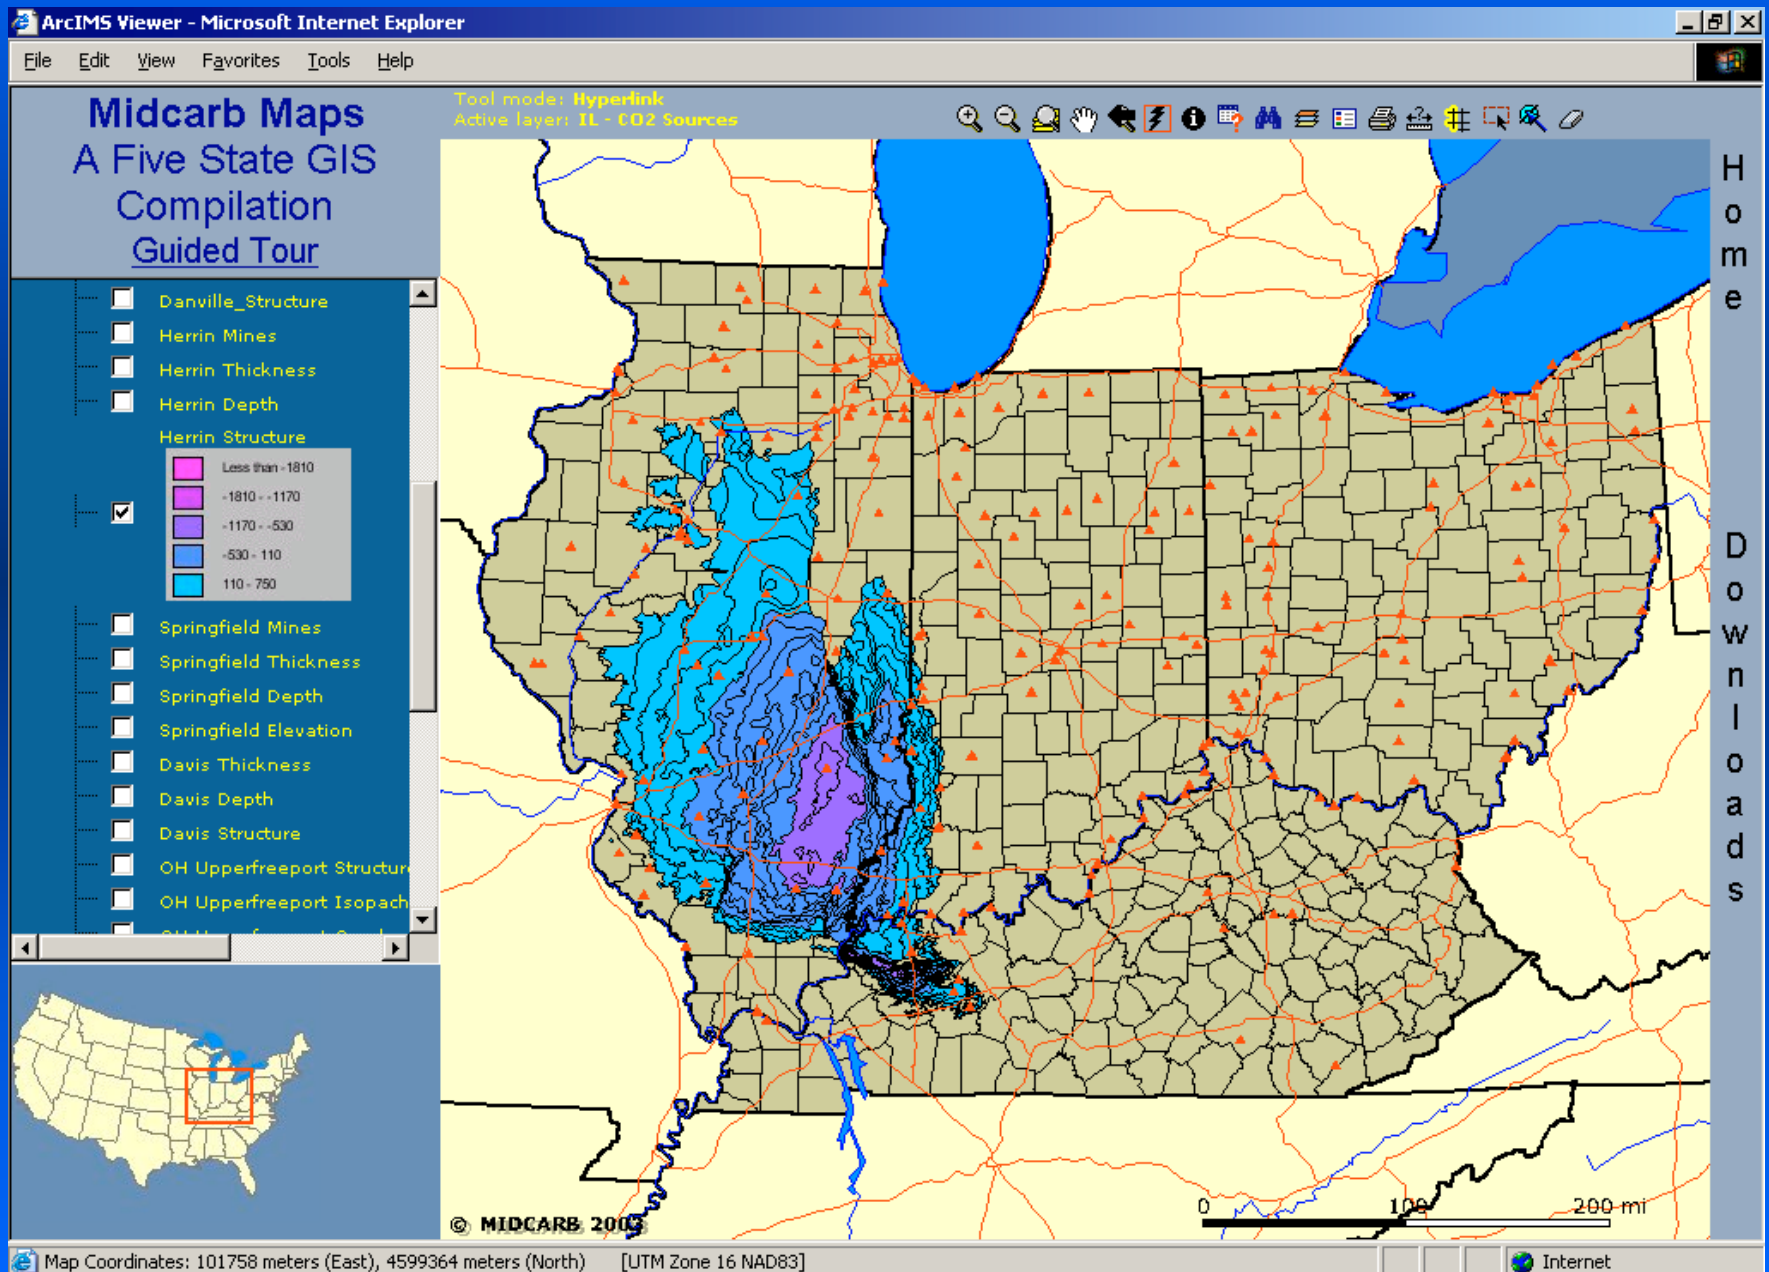 ArcIMS Viewer - Microsoft Internet Explorer
File Edit View Favorites Tools Help
Midcarb Maps
A Five State GIS
Compilation
Guided Tour
Tool mode: Hyperlink
Active layer: IL - CO2 Sources
Home
Downloads
Danville_Structure
Herrin Mines
Herrin Thickness
Herrin Depth
Herrin Structure
Less than -1810
-1810 - -1170
-1170 - -530
-530 - 110
110 - 750
Springfield Mines
Springfield Thickness
Springfield Depth
Springfield Elevation
Davis Thickness
Davis Depth
Davis Structure
OH Upperfreeport Structure
OH Upperfreeport Isopach
0 100 200 mi
© MIDCARB 2003
Map Coordinates: 101758 meters (East), 4599364 meters (North) [UTM Zone 16 NAD83]
Internet